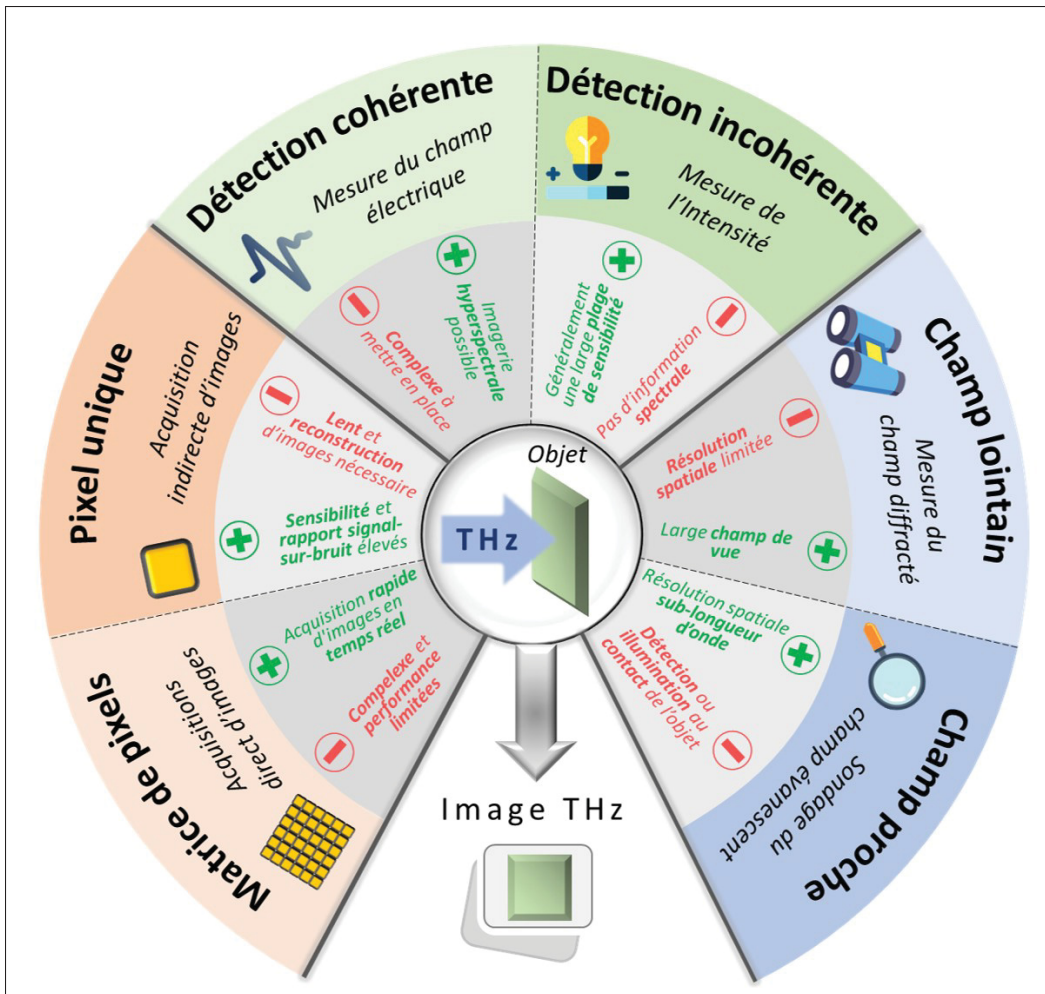 Détection cohérente
Mesure du champ
électrique
Imagerie
hyperspectrale
possible
Complexe à
mettre en place
Détection incohérente
Mesure de
l'Intensité
Généralement
une large plage
de sensibilité
Pas d'information
spectrale
Pixel unique
Acquisition
indirecte d'images
Lent et
reconstruction
d'images nécessaire
Sensibilité et
rapport signal-
sur-bruit élevés
Matrice de pixels
Acquisitions
direct d'images
Acquisition rapide
d'images en
temps réel
Compelexe et
performance
limitées
Champ lointain
Mesure du
champ diffracté
Résolution
spatiale limitée
Large champ de
vue
Champ proche
Sondage du
champ évanescent
Résolution spatiale
sub-longueur
d'onde
Détection ou
illumination au
contact de l'objet
Objet
THz
Image THz